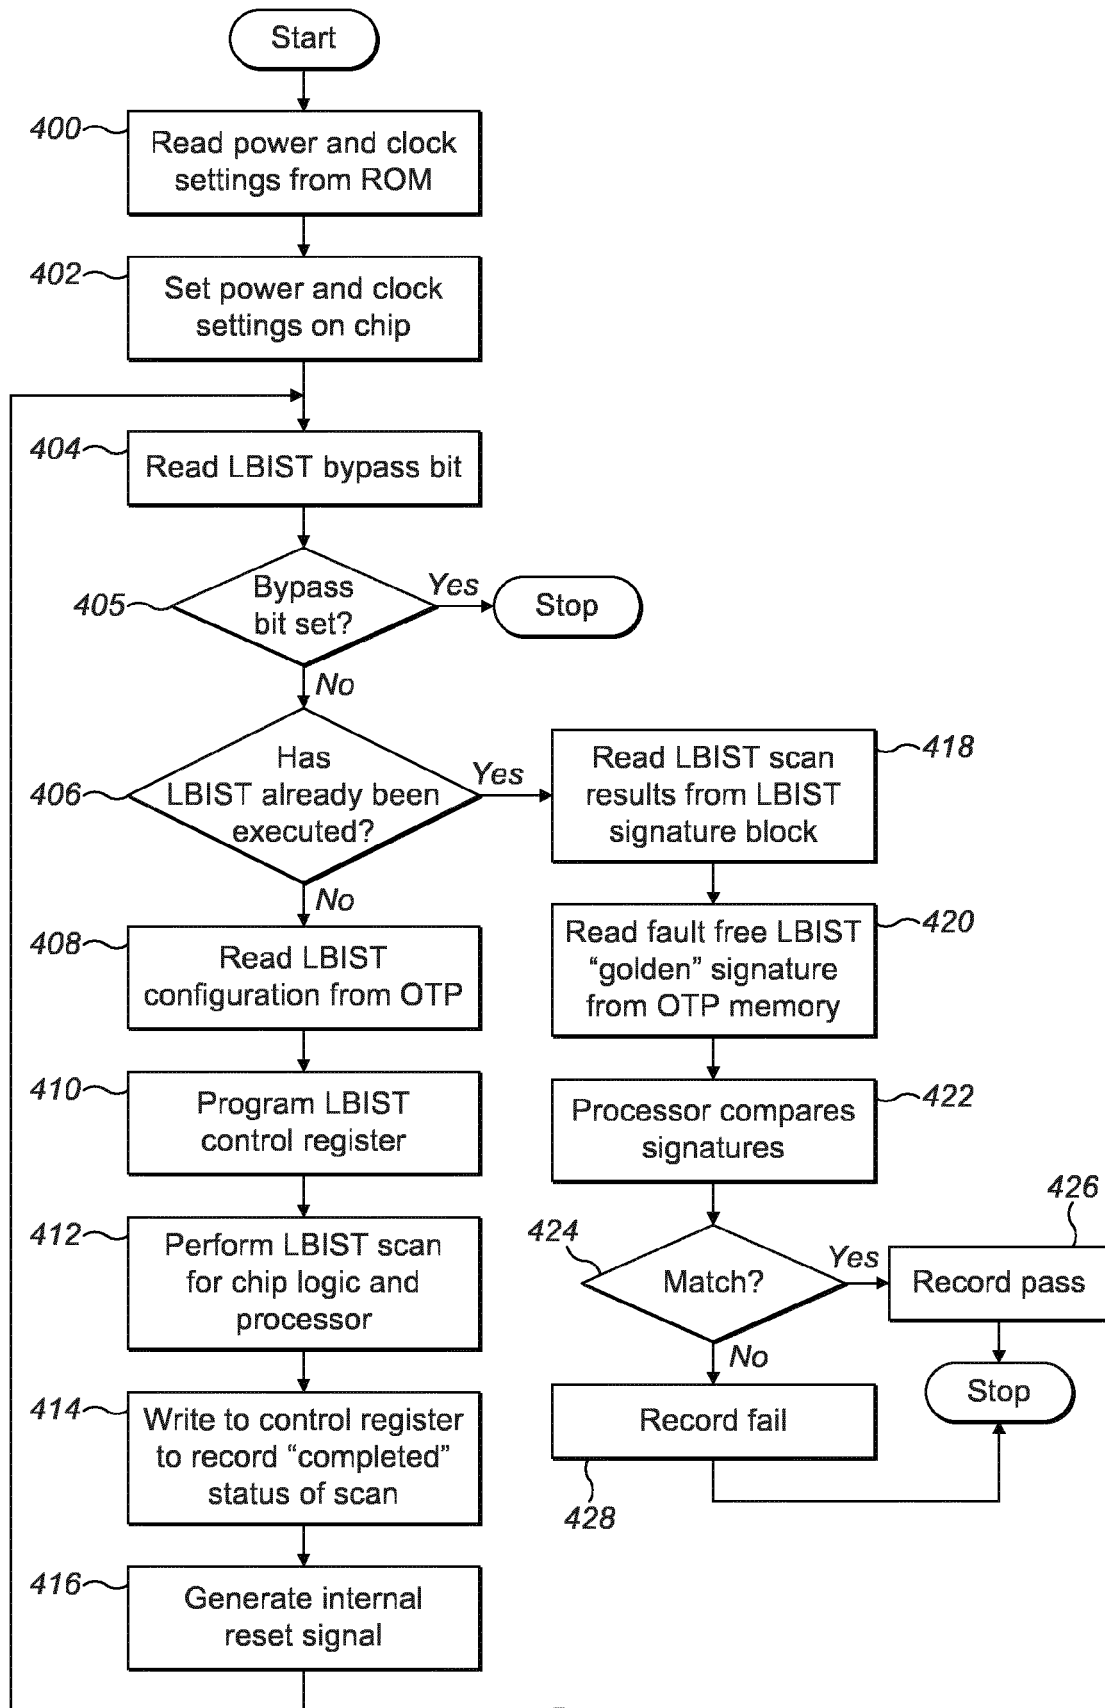 Start
400
Read power and clock
settings from ROM
402
Set power and clock
settings on chip
404
Read LBIST bypass bit
405
Bypass
bit set?
Yes
Stop
No
406
Has
LBIST already been
executed?
Yes
No
408
Read LBIST
configuration from OTP
410
Program LBIST
control register
412
Perform LBIST scan
for chip logic and
processor
414
Write to control register
to record “completed”
status of scan
416
Generate internal
reset signal
Read LBIST scan
results from LBIST
signature block
418
Read fault free LBIST
“golden” signature
from OTP memory
420
Processor compares
signatures
422
424
Match?
Yes
426
Record pass
No
Stop
Record fail
428